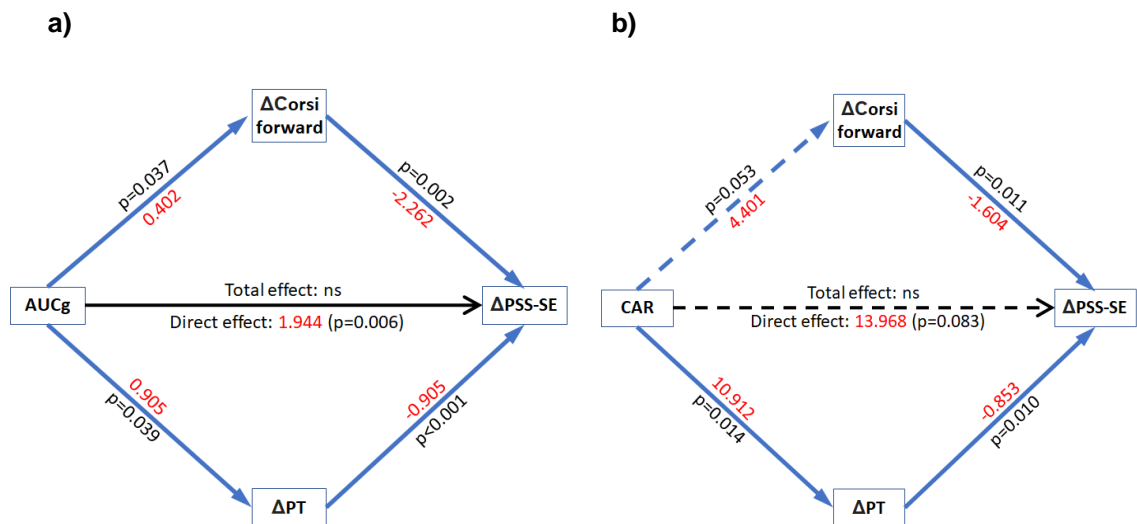 a)
ΔCorsi
forward
p=0.037
0.402
p=0.002
-2.262
AUCg
Total effect: ns
Direct effect: 1.944 (p=0.006)
ΔPSS-SE
0.905
p=0.039
-0.905
p<0.001
ΔPT
b)
ΔCorsi
forward
p=0.053
4.401
p=0.011
-1.604
CAR
Total effect: ns
Direct effect: 13.968 (p=0.083)
ΔPSS-SE
10.912
p=0.014
-0.853
p=0.010
ΔPT